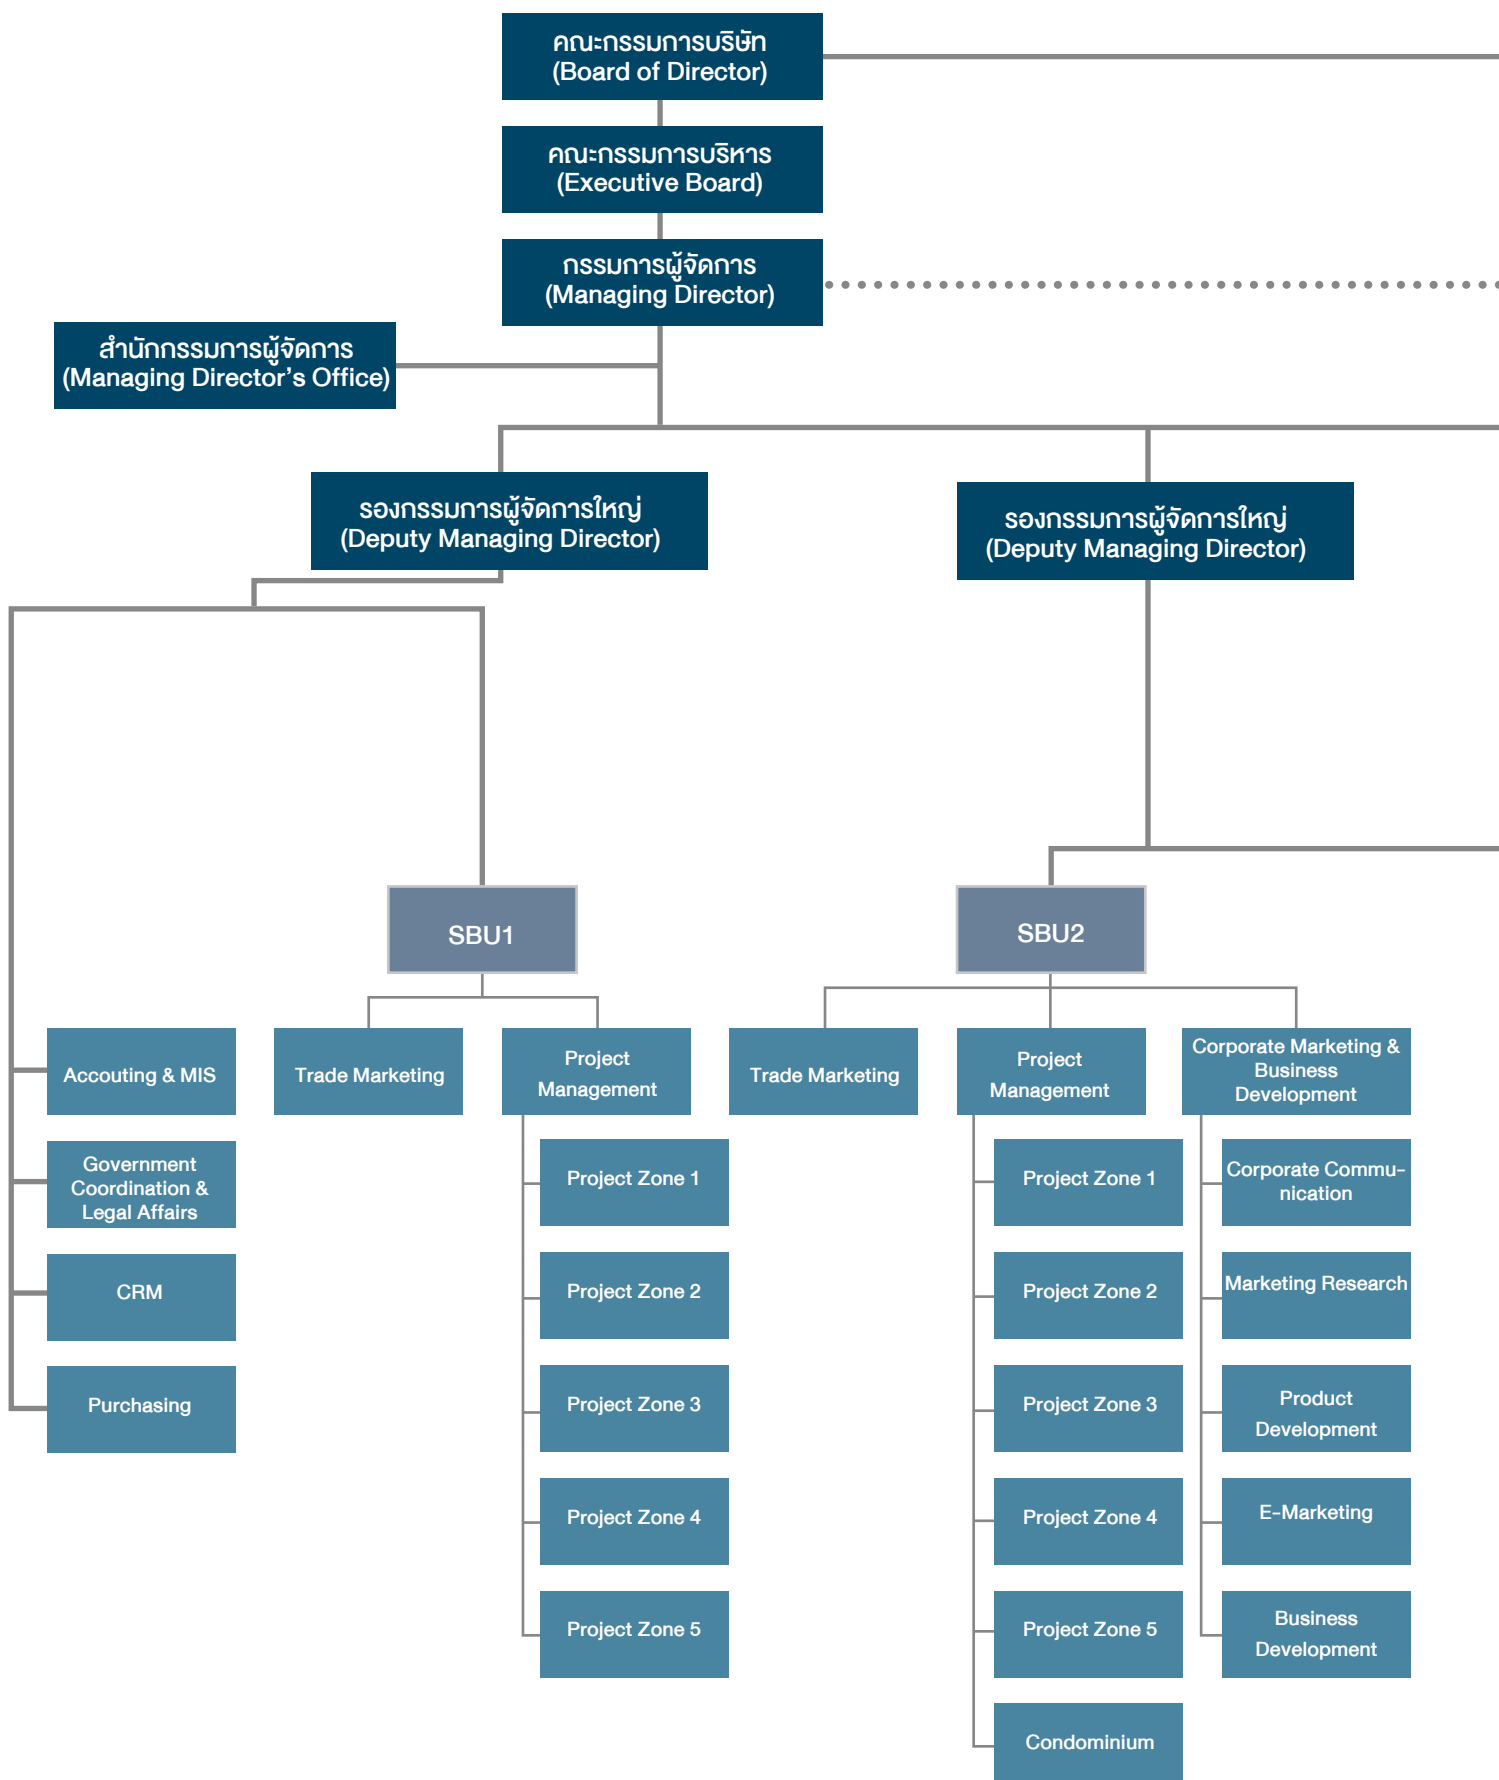 คณะกรรมการบริษัท
(Board of Director)
คณะกรรมการบริหาร
(Executive Board)
กรรมการผู้จัดการ
(Managing Director)
สำนักกรรมการผู้จัดการ
(Managing Director’s Office)
รองกรรมการผู้จัดการใหญ่
(Deputy Managing Director)
รองกรรมการผู้จัดการใหญ่
(Deputy Managing Director)
SBU1
SBU2
Accouting & MIS
Government
Coordination &
Legal Affairs
CRM
Purchasing
Trade Marketing
Project
Management
Project Zone 1
Project Zone 2
Project Zone 3
Project Zone 4
Project Zone 5
Trade Marketing
Project
Management
Project Zone 1
Project Zone 2
Project Zone 3
Project Zone 4
Project Zone 5
Condominium
Corporate Marketing &
Business
Development
Corporate Commu-
nication
Marketing Research
Product
Development
E-Marketing
Business
Development